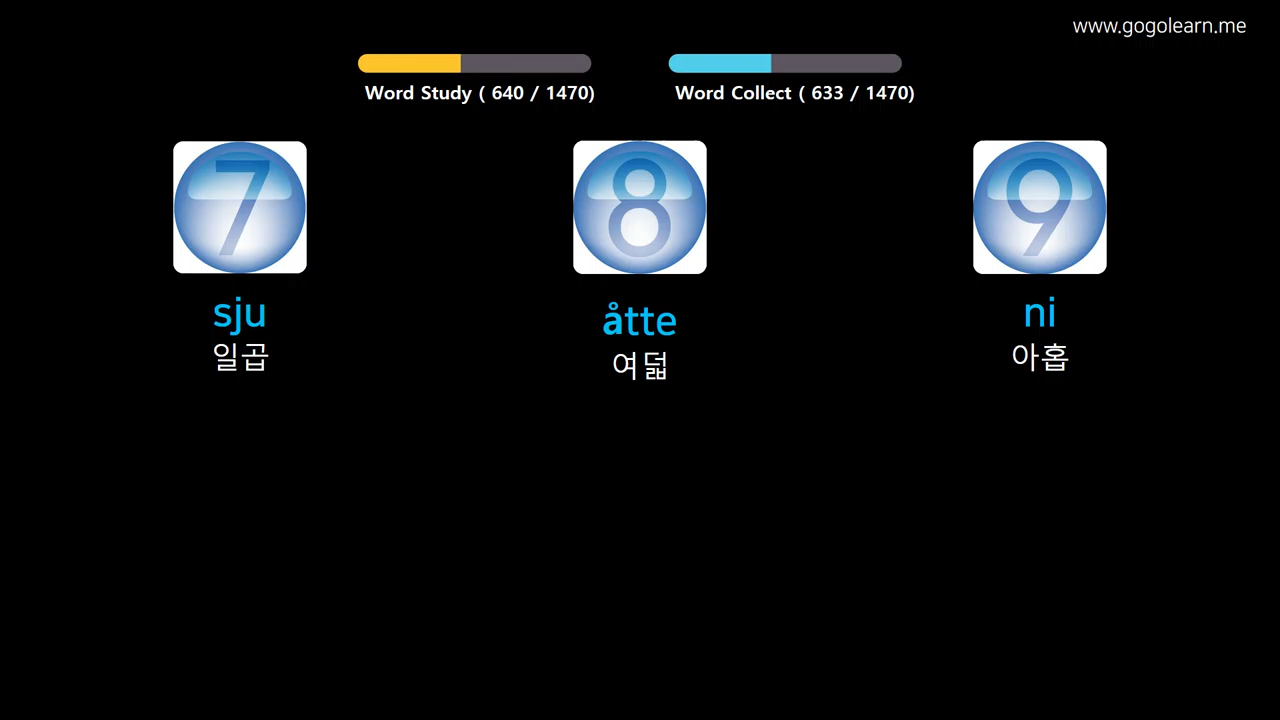 www.gogolearn.me
Word Study ( 640 / 1470)
Word Collect ( 633 / 1470)
7
8
9
sju
åtte
ni
일곱
여덟
아홉